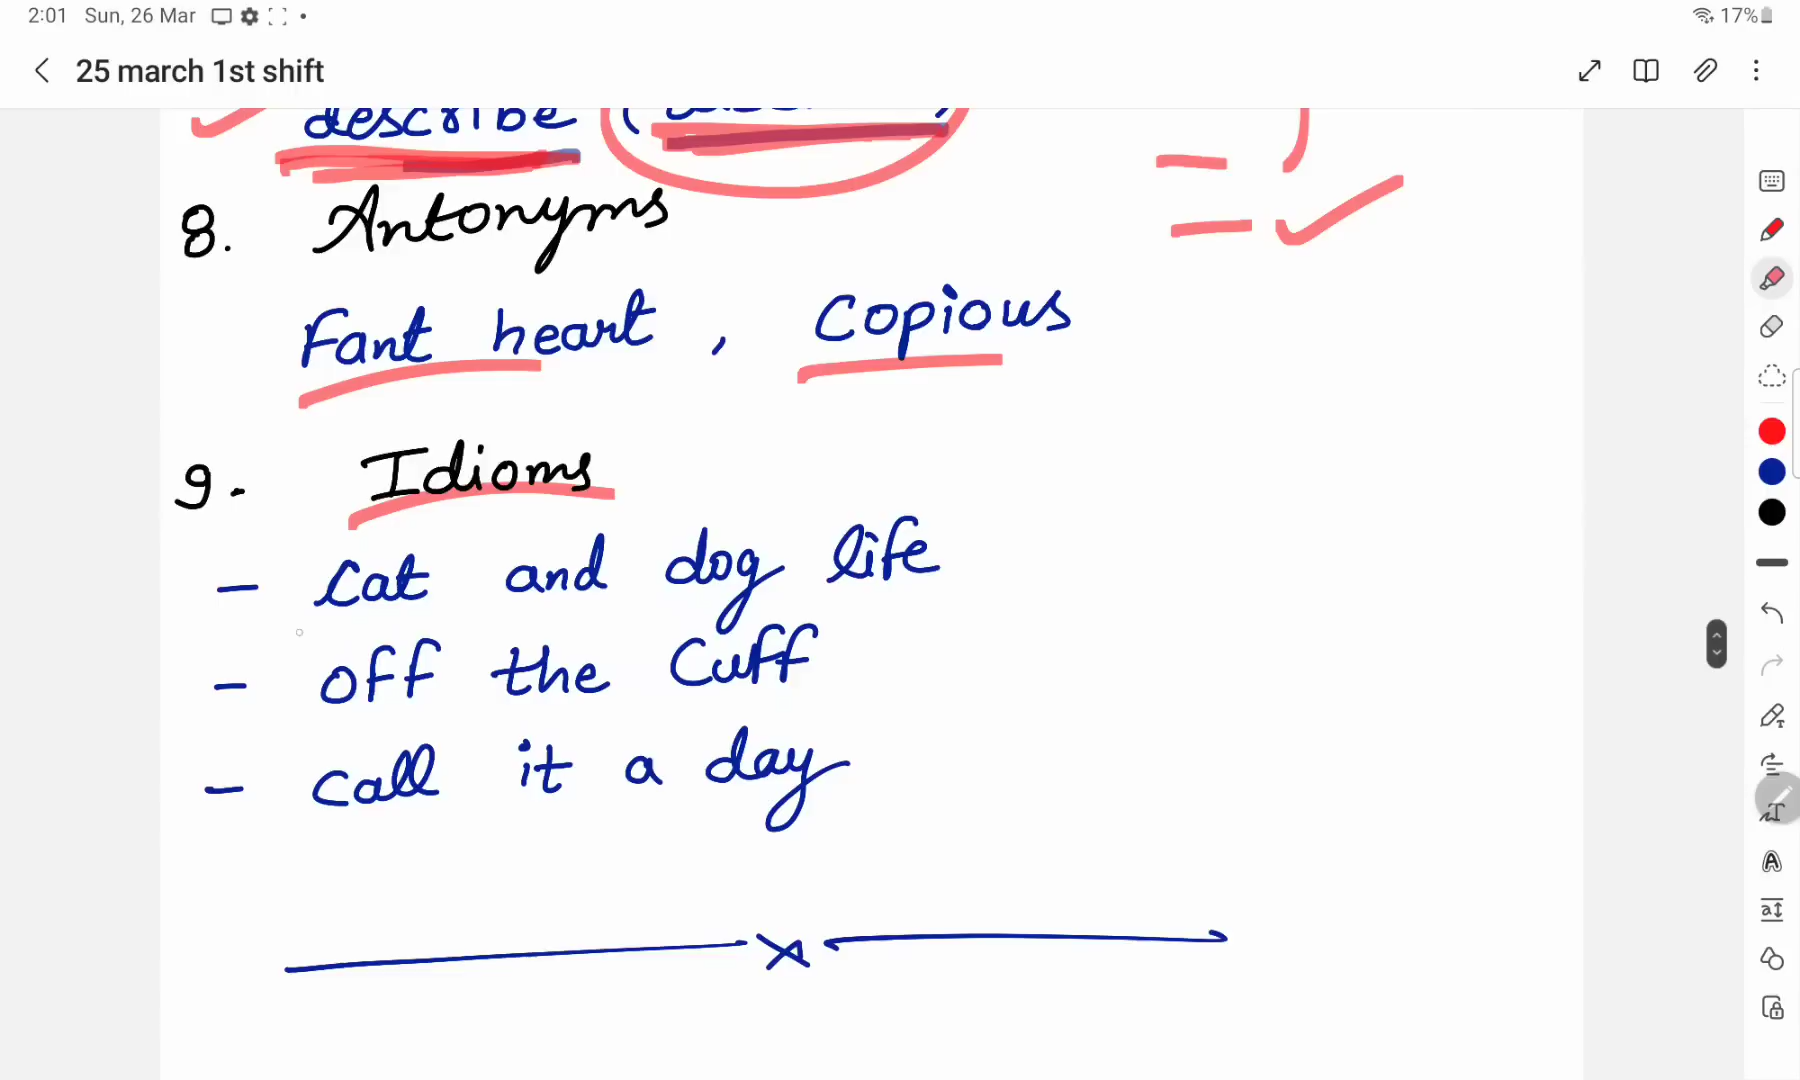 2:01 Sun, 26 Mar 17%
25 march 1st shift
describe
8. Antonyms
Fant heart , Copious
9. Idioms
- Cat and dog life
- off the Cuff
- call it a day